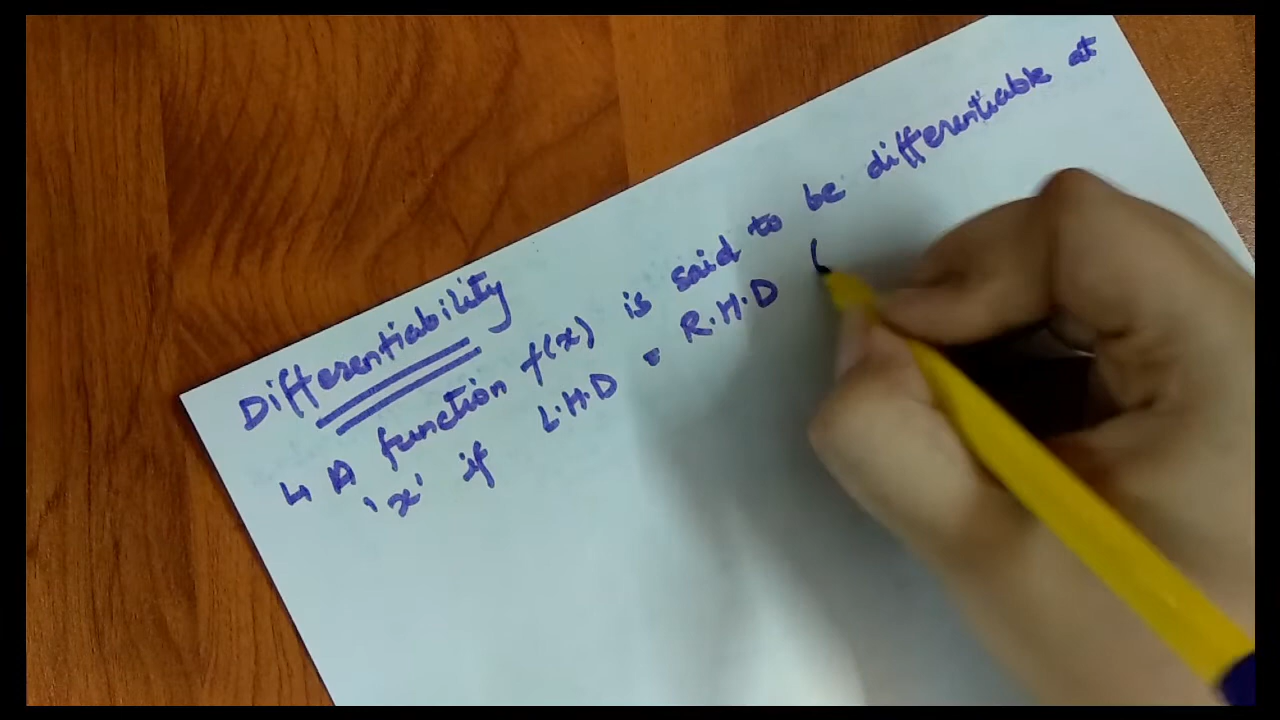 Differentiability
↳ A function f(x) is said to be differentiable at
'x' if L.H.D = R.H.D (